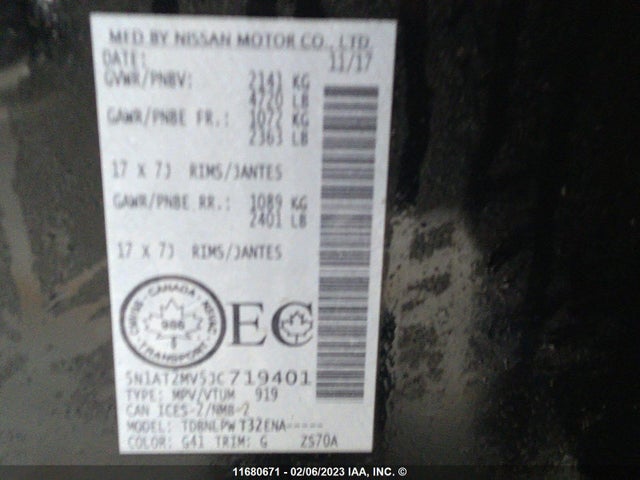 MFD BY NISSAN MOTOR CO., LTD.
DATE: 11/17
GVWR/PNBV: 2141 KG
4720 LB
GAWR/PNBE FR.: 1072 KG
2363 LB
17 X 7J RIMS/JANTES
GAWR/PNBE RR.: 1089 KG
2401 LB
17 X 7J RIMS/JANTES
CANADA
986
EC
5N1AT2MV5JC719401
TYPE: MPV/VTUM 919
CAN ICES-2/NMB-2
MODEL: TDBNLPW T32ENA-----
COLOR: G41 TRIM: G ZS70A
11680671 - 02/06/2023 IAA, INC. ©